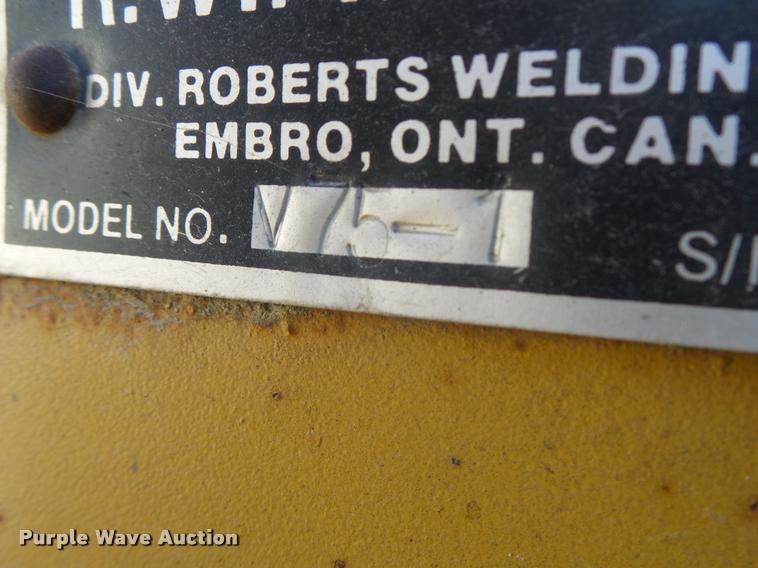 DIV. ROBERTS WELDIN
EMBRO, ONT. CAN.
MODEL NO. V75-1
S/
Purple Wave Auction